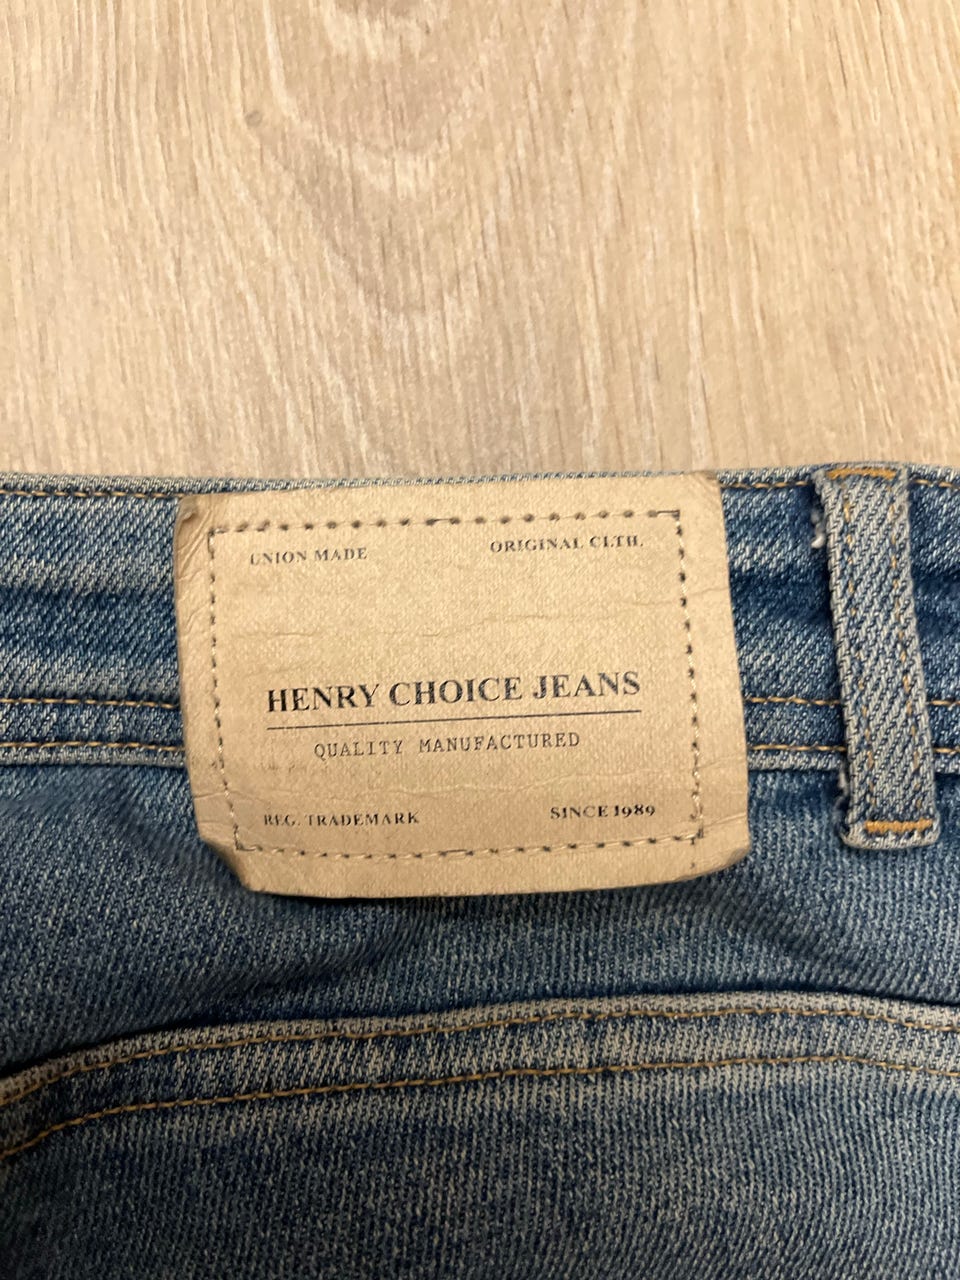 UNION MADE ORIGINAL CLTH.
HENRY CHOICE JEANS
QUALITY MANUFACTURED
REG. TRADEMARK SINCE 1989